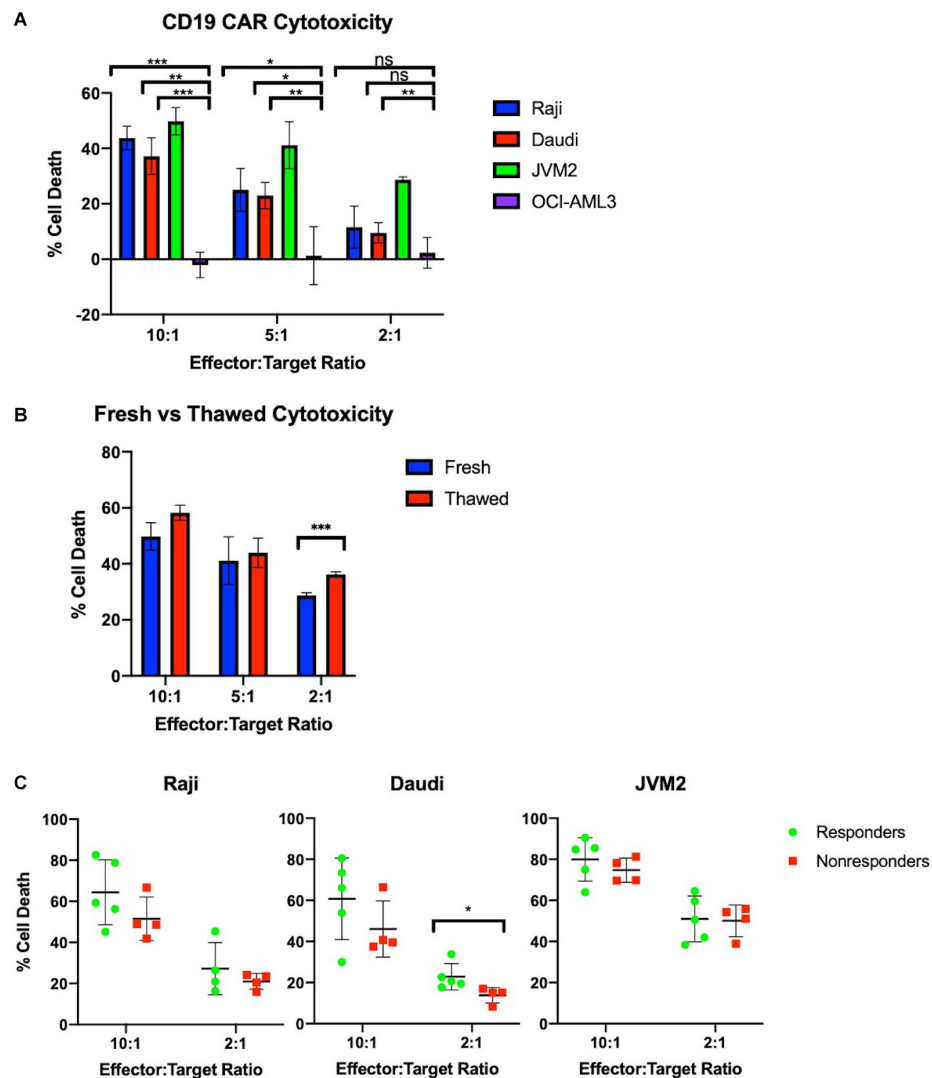 A
CD19 CAR Cytotoxicity
*** * ns
** * ns
*** ** **
60
40
20
0
-20
% Cell Death
10:1 5:1 2:1
Effector:Target Ratio
Raji
Daudi
JVM2
OCI-AML3
B
Fresh vs Thawed Cytotoxicity
80
60
40
20
0
% Cell Death
***
10:1 5:1 2:1
Effector:Target Ratio
Fresh
Thawed
C
Raji
100
80
60
40
20
0
% Cell Death
10:1 2:1
Effector:Target Ratio
Daudi
100
80
60
40
20
0
*
10:1 2:1
Effector:Target Ratio
JVM2
100
80
60
40
20
0
10:1 2:1
Effector:Target Ratio
Responders
Nonresponders